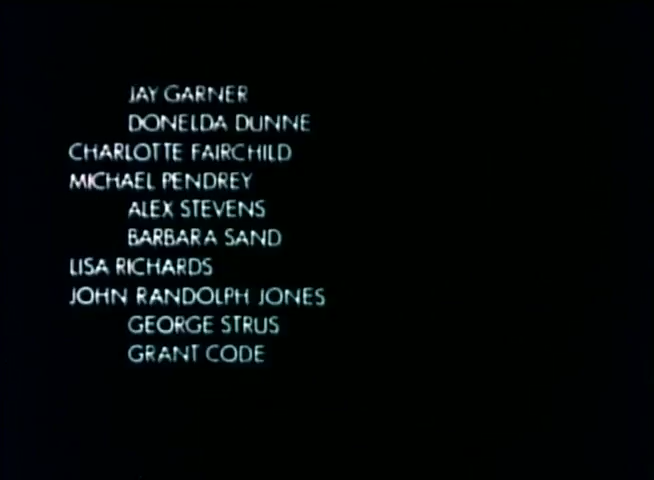 JAY GARNER
DONELDA DUNNE
CHARLOTTE FAIRCHILD
MICHAEL PENDREY
ALEX STEVENS
BARBARA SAND
LISA RICHARDS
JOHN RANDOLPH JONES
GEORGE STRUS
GRANT CODE